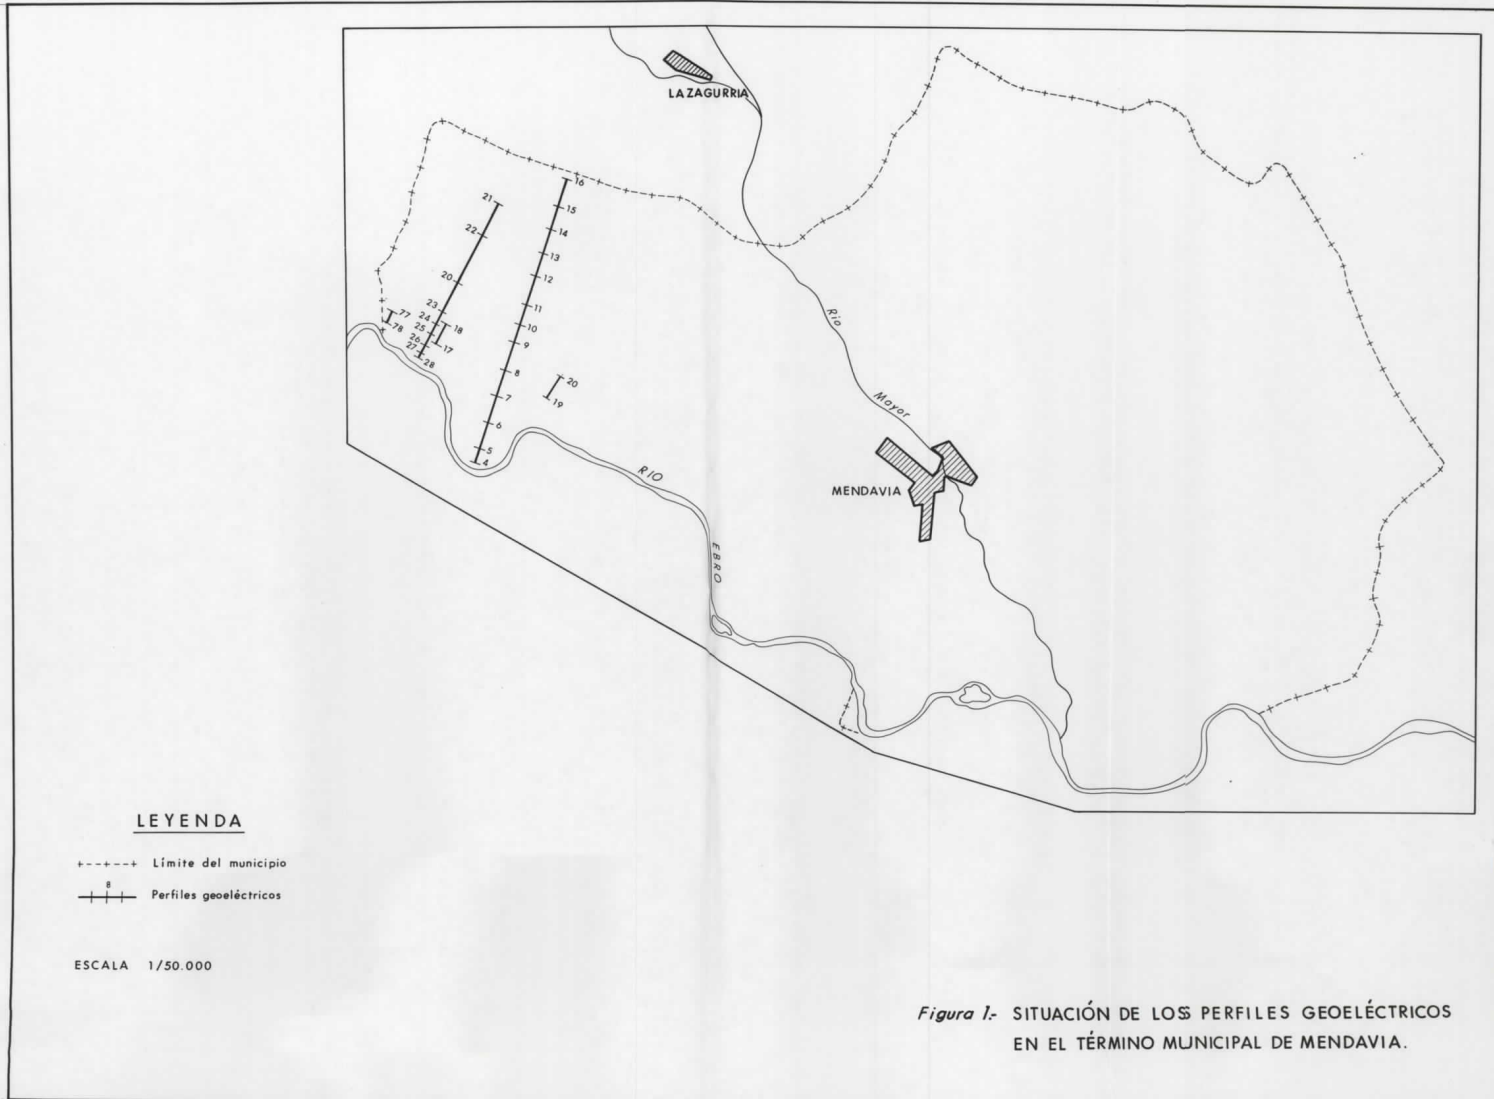 LAZAGURRIA
16
15
14
13
12
11
10
9
8
7
6
5
4
21
22
20
23
24
25
26
27
28
18
17
77
78
20
19
Río
Mayor
MENDAVIA
RIO
EBRO
LEYENDA
Límite del municipio
8
Perfiles geoeléctricos
ESCALA 1/50.000
Figura 1.- SITUACIÓN DE LOSS PERFILES GEOELÉCTRICOS
EN EL TÉRMINO MUNICIPAL DE MENDAVIA.